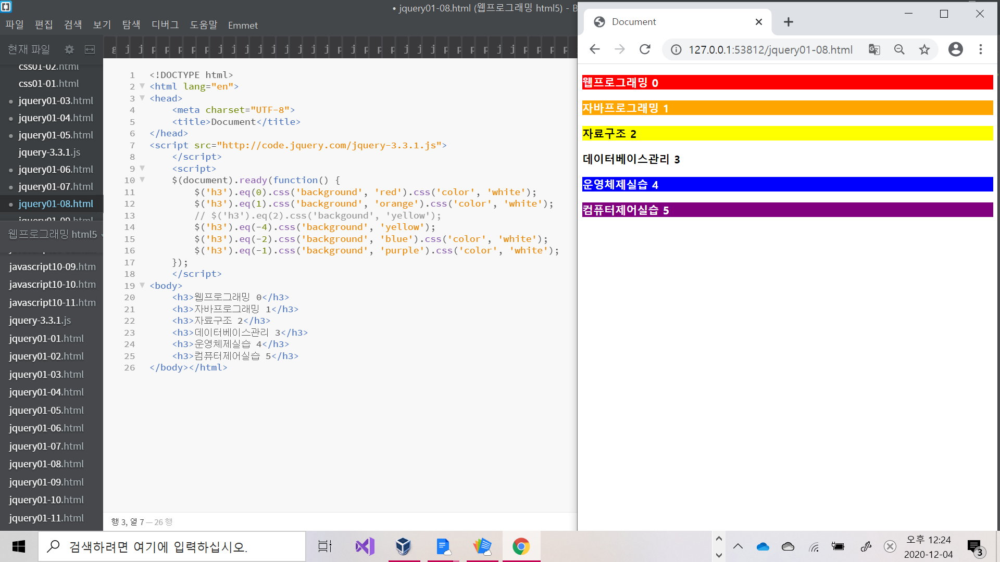 • jquery01-08.html (웹프로그래밍 html5) - B
파일 편집 검색 보기 탐색 디버그 도움말 Emmet
현재 파일
css01-02.html
css01-01.html
• jquery01-03.html
• jquery01-04.html
• jquery01-05.html
jquery-3.3.1.js
• jquery01-06.html
• jquery01-07.html
• jquery01-08.html
웹프로그래밍 html5
javascript10-09.htm
javascript10-10.htm
javascript10-11.htm
jquery-3.3.1.js
jquery01-01.html
jquery01-02.html
jquery01-03.html
jquery01-04.html
jquery01-05.html
jquery01-06.html
jquery01-07.html
jquery01-08.html
jquery01-09.html
jquery01-10.html
jquery01-11.html
g j j p p p p p j j j j j j j j j p j p p p j j j p p p p j j p p p p
1 <!DOCTYPE html>
2 <html lang="en">
3 <head>
4 <meta charset="UTF-8">
5 <title>Document</title>
6 </head>
7 <script src="http://code.jquery.com/jquery-3.3.1.js">
8 </script>
9 <script>
10 $(document).ready(function() {
11 $('h3').eq(0).css('background', 'red').css('color', 'white');
12 $('h3').eq(1).css('background', 'orange').css('color', 'white');
13 // $('h3').eq(2).css('backgound', 'yellow');
14 $('h3').eq(-4).css('background', 'yellow');
15 $('h3').eq(-2).css('background', 'blue').css('color', 'white');
16 $('h3').eq(-1).css('background', 'purple').css('color', 'white');
17 });
18 </script>
19 <body>
20 <h3>웹프로그래밍 0</h3>
21 <h3>자바프로그래밍 1</h3>
22 <h3>자료구조 2</h3>
23 <h3>데이터베이스관리 3</h3>
24 <h3>운영체제실습 4</h3>
25 <h3>컴퓨터제어실습 5</h3>
26 </body></html>
행 3, 열 7 — 26 행
Document
127.0.0.1:53812/jquery01-08.html
웹프로그래밍 0
자바프로그래밍 1
자료구조 2
데이터베이스관리 3
운영체제실습 4
컴퓨터제어실습 5
검색하려면 여기에 입력하십시오.
오후 12:24
2020-12-04
3